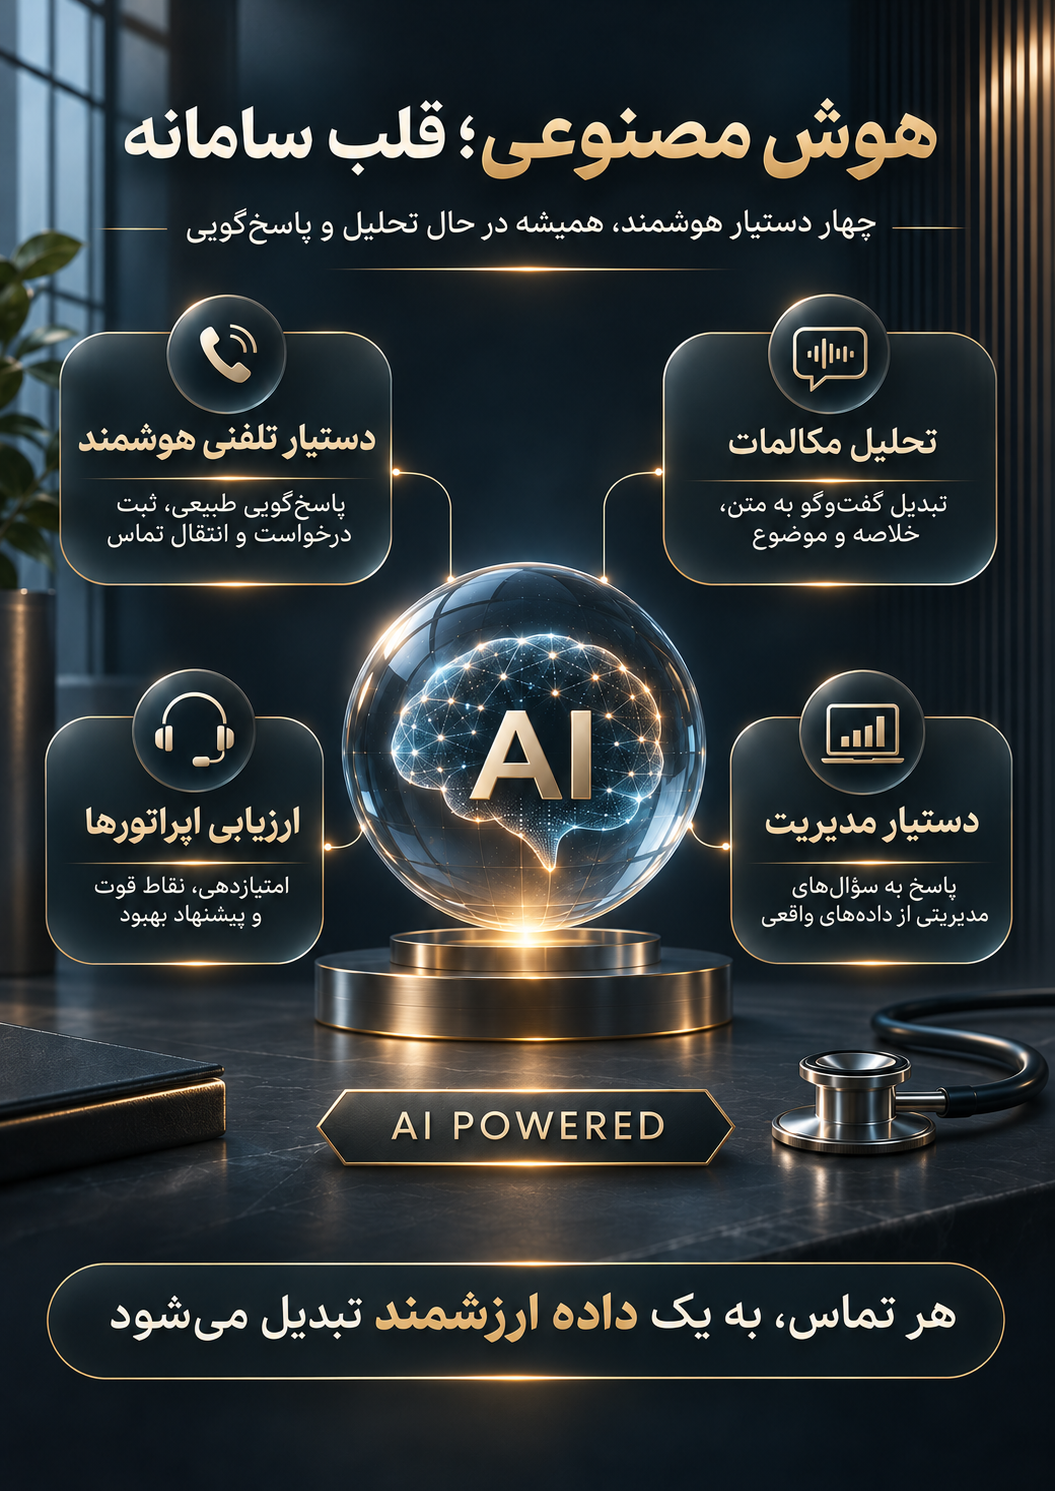 هوش مصنوعی؛ قلب سامانه
چهار دستیار هوشمند، همیشه در حال تحلیل و پاسخ‌گویی
تحلیل مکالمات
تبدیل گفت‌وگو به متن،
خلاصه و موضوع
دستیار تلفنی هوشمند
پاسخ‌گویی طبیعی، ثبت
درخواست و انتقال تماس
دستیار مدیریت
پاسخ به سؤال‌های
مدیریتی از داده‌های واقعی
ارزیابی اپراتورها
امتیازدهی، نقاط قوت
و پیشنهاد بهبود
AI
AI POWERED
هر تماس، به یک داده ارزشمند تبدیل می‌شود